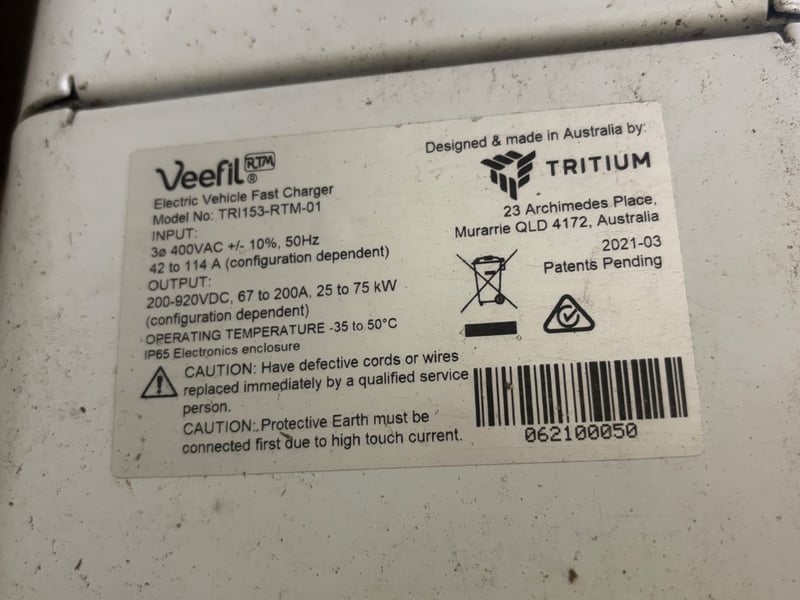 Veefil RTM ®
Electric Vehicle Fast Charger
Model No: TRI153-RTM-01
INPUT:
3ø 400VAC +/- 10%, 50Hz
42 to 114 A (configuration dependent)
OUTPUT:
200-920VDC, 67 to 200A, 25 to 75 kW
(configuration dependent)
OPERATING TEMPERATURE -35 to 50°C
IP65 Electronics enclosure
CAUTION: Have defective cords or wires
replaced immediately by a qualified service
person.
CAUTION: Protective Earth must be
connected first due to high touch current.
Designed & made in Australia by:
TRITIUM
23 Archimedes Place,
Murarrie QLD 4172, Australia
2021-03
Patents Pending
062100050